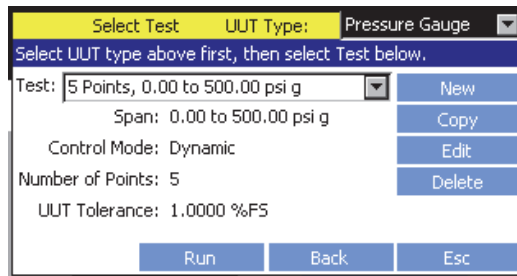 Select Test UUT Type: Pressure Gauge
Select UUT type above first, then select Test below.
Test: 5 Points, 0.00 to 500.00 psi g New
Span: 0.00 to 500.00 psi g Copy
Control Mode: Dynamic Edit
Number of Points: 5 Delete
UUT Tolerance: 1.0000 %FS
Run Back Esc